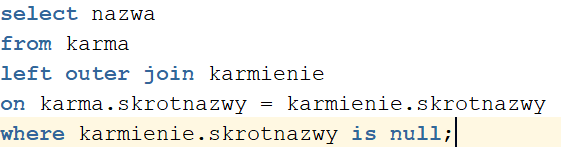 select nazwa
from karma
left outer join karmienie
on karma.skrotnazwy = karmienie.skrotnazwy
where karmienie.skrotnazwy is null;